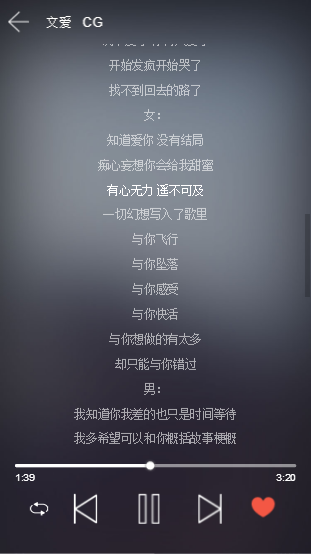 文爱 CG
开始发疯开始哭了
找不到回去的路了
女:
知道爱你 没有结局
痴心妄想你会给我甜蜜
有心无力 遥不可及
一切幻想写入了歌里
与你飞行
与你坠落
与你感受
与你快活
与你想做的有太多
却只能与你错过
男:
我知道你我差的也只是时间等待
我多希望可以和你概括故事梗概
1:39 3:20